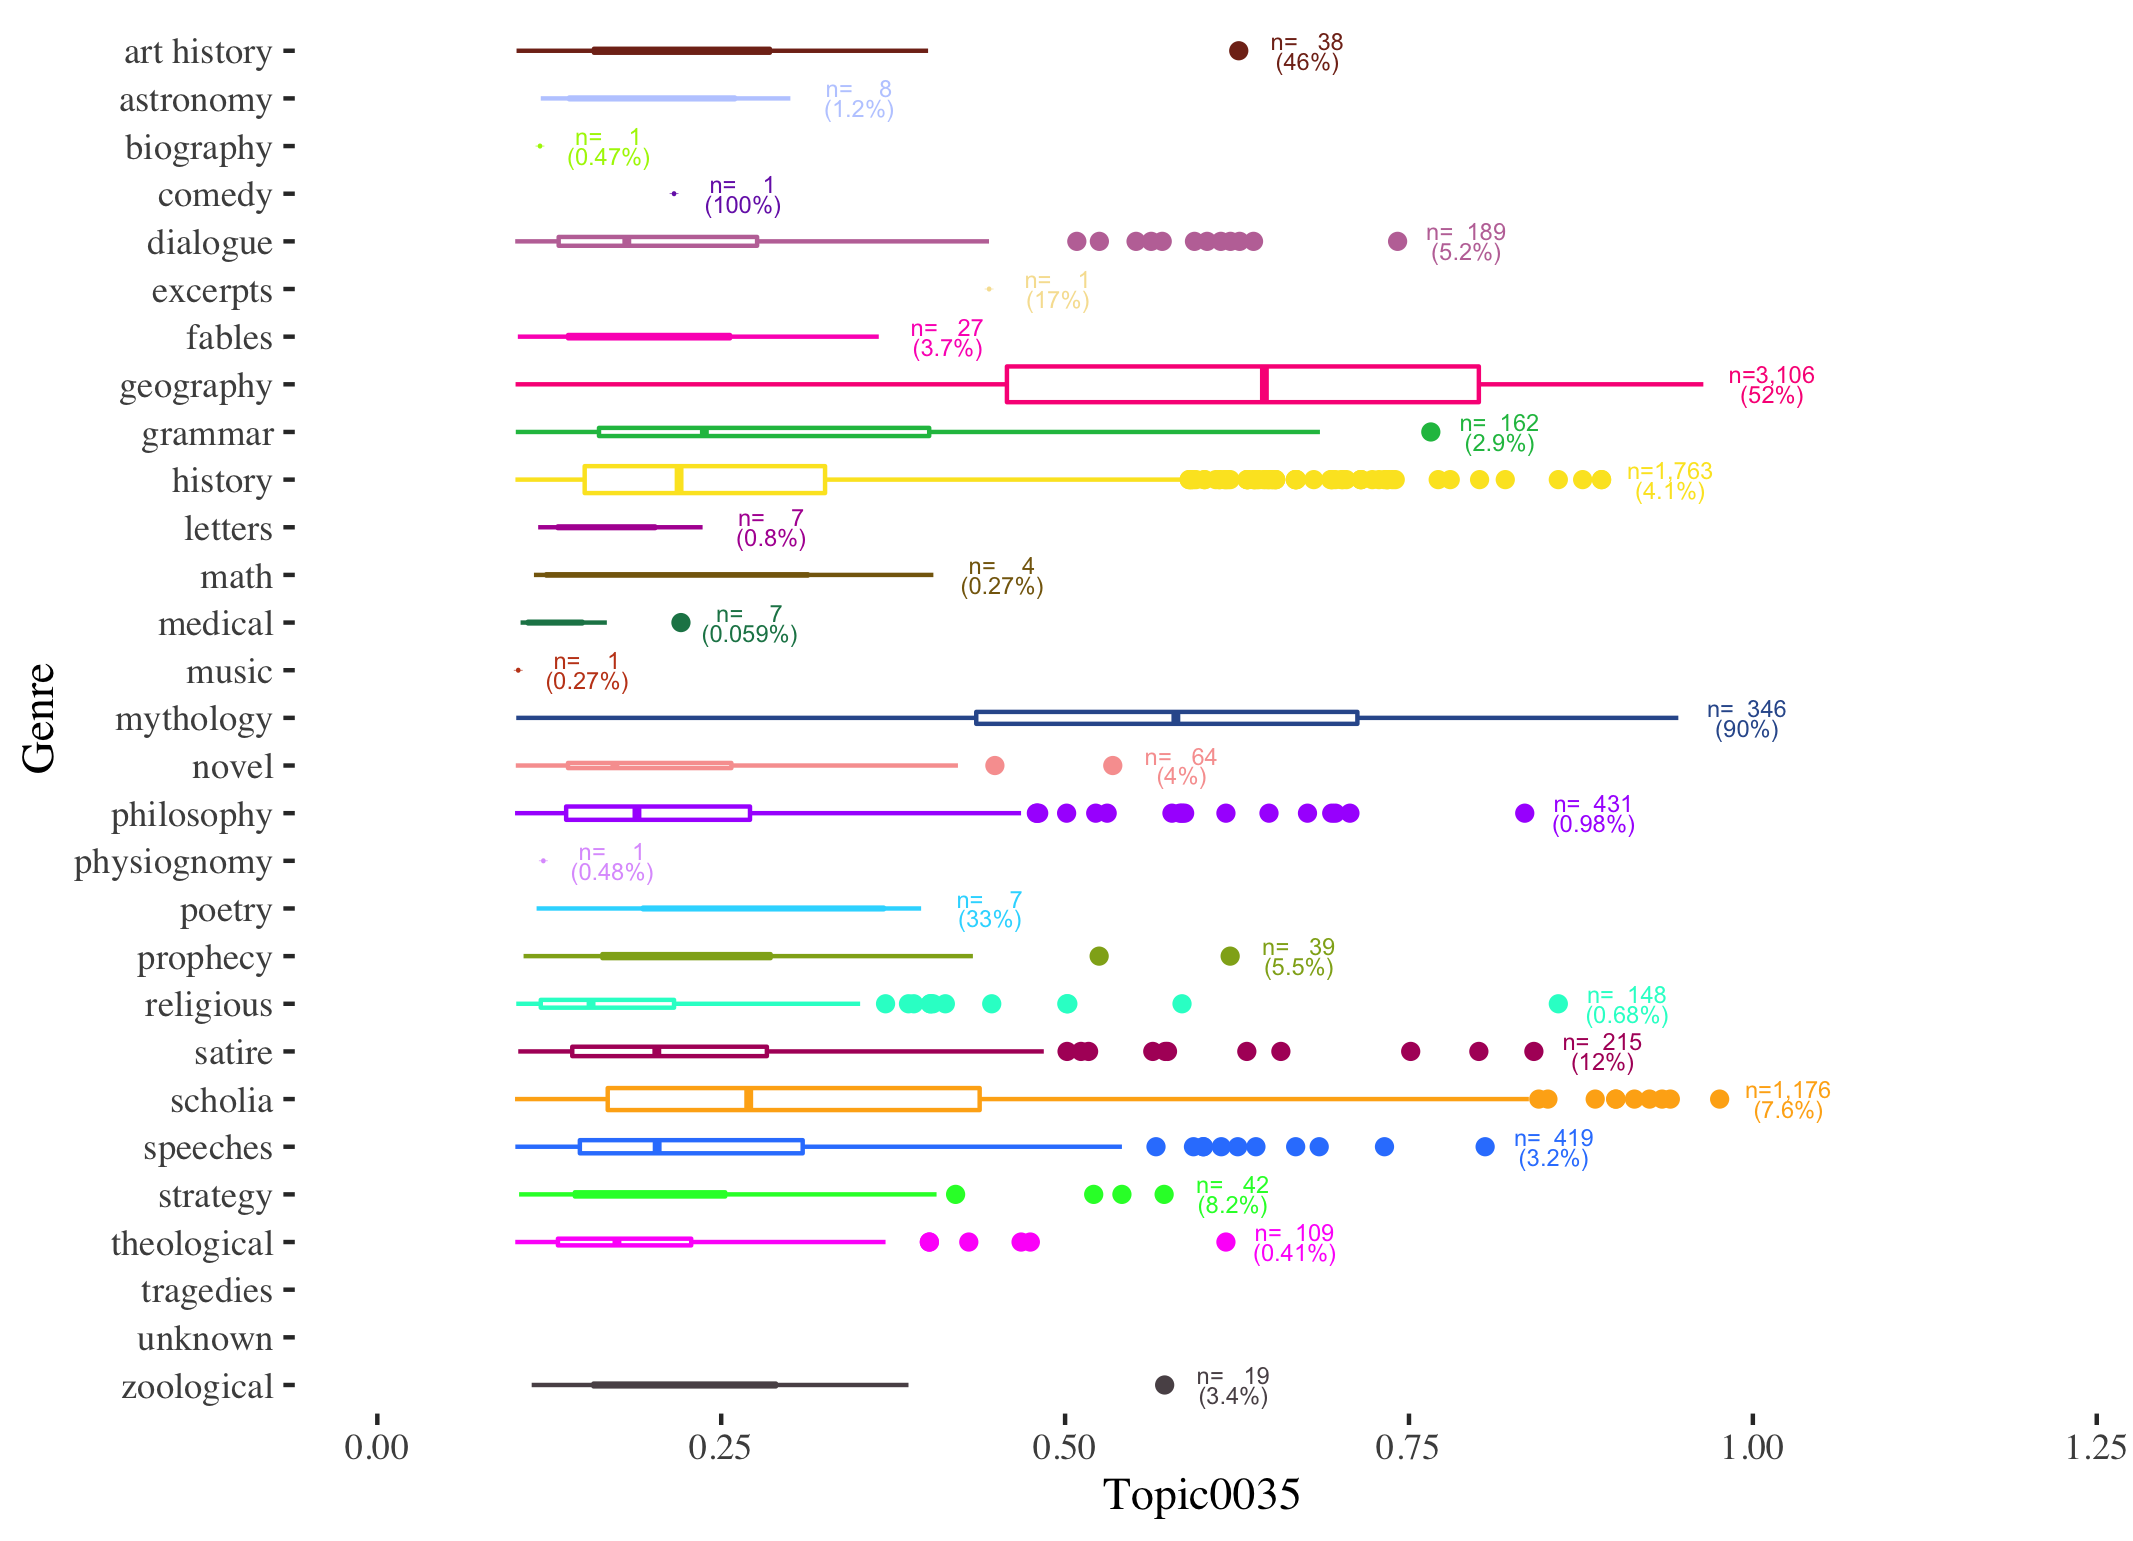 art history
n= 38
(46%)
astronomy
n= 8
(1.2%)
biography
n= 1
(0.47%)
comedy
n= 1
(100%)
dialogue
n= 189
(5.2%)
excerpts
n= 1
(17%)
fables
n= 27
(3.7%)
geography
n=3,106
(52%)
grammar
n= 162
(2.9%)
history
n=1,763
(4.1%)
letters
n= 7
(0.8%)
math
n= 4
(0.27%)
medical
n= 7
(0.059%)
music
n= 1
(0.27%)
mythology
n= 346
(90%)
novel
n= 64
(4%)
philosophy
n= 431
(0.98%)
physiognomy
n= 1
(0.48%)
poetry
n= 7
(33%)
prophecy
n= 39
(5.5%)
religious
n= 148
(0.68%)
satire
n= 215
(12%)
scholia
n=1,176
(7.6%)
speeches
n= 419
(3.2%)
strategy
n= 42
(8.2%)
theological
n= 109
(0.41%)
tragedies
unknown
zoological
n= 19
(3.4%)
Genre
0.00 0.25 0.50 0.75 1.00 1.25
Topic0035